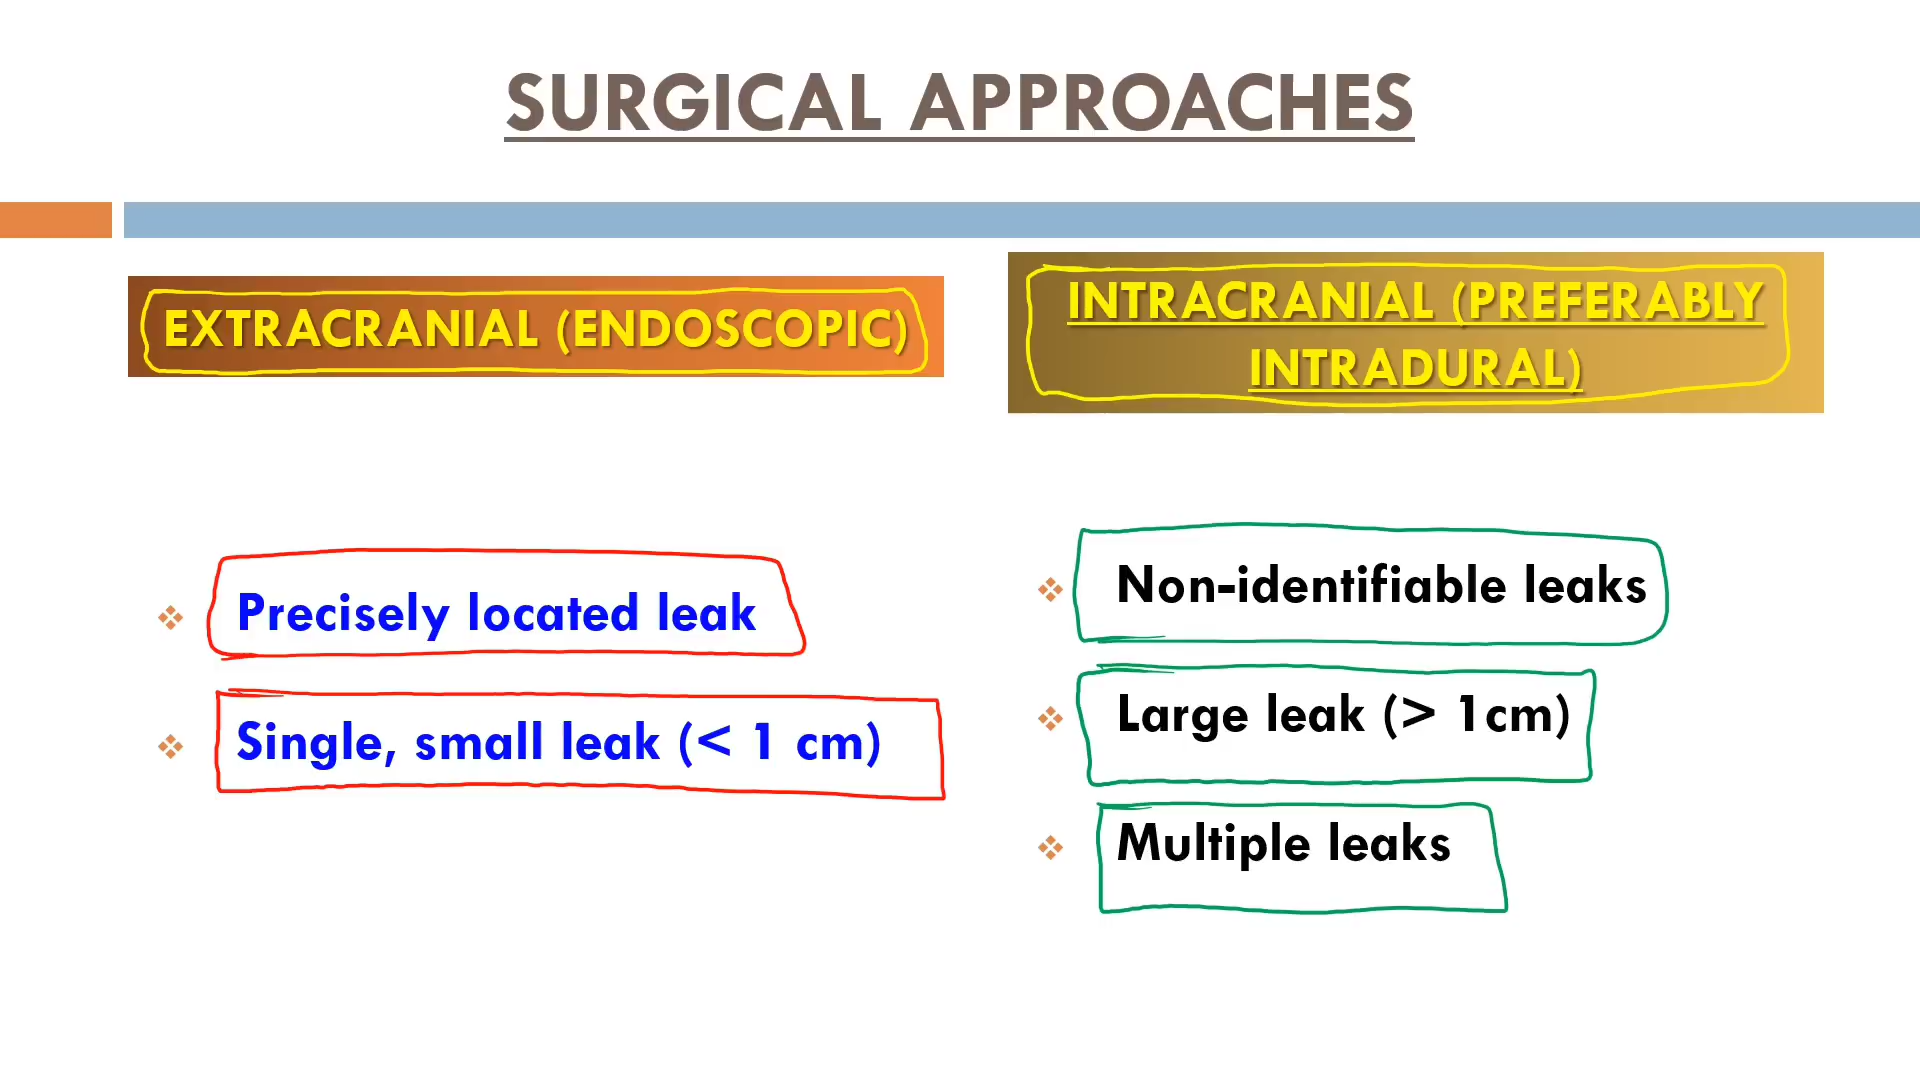 SURGICAL APPROACHES
EXTRACRANIAL (ENDOSCOPIC)
Precisely located leak
Single, small leak (< 1 cm)
INTRACRANIAL (PREFERABLY
INTRADURAL)
Non-identifiable leaks
Large leak (> 1cm)
Multiple leaks